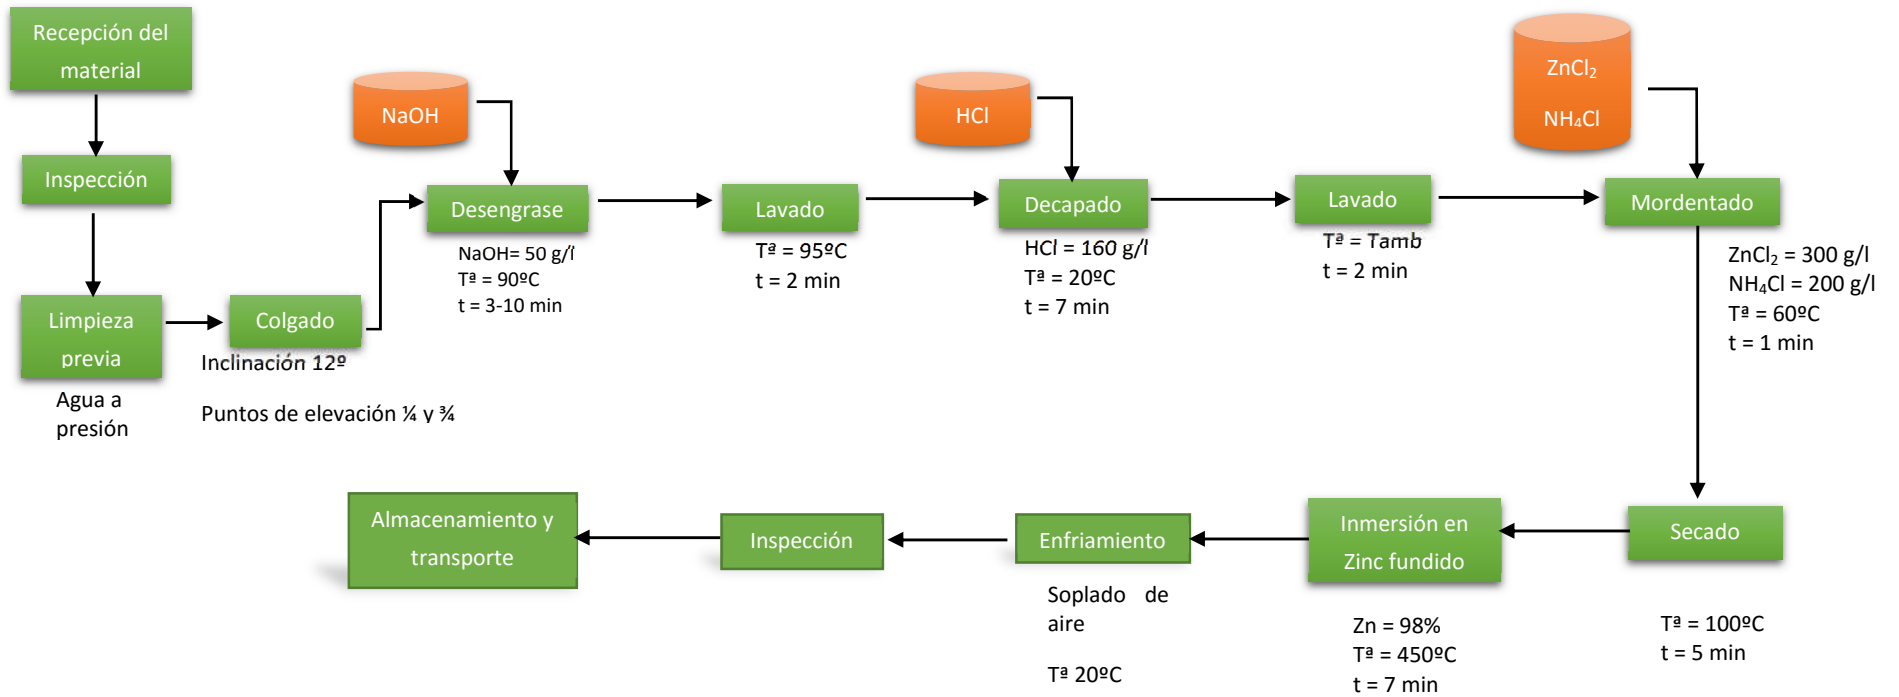 Recepción del
material
Inspección
Limpieza
previa
Agua a
presión
Colgado
Inclinación 12º
Puntos de elevación ¼ y ¾
NaOH
Desengrase
NaOH= 50 g/l
Tª = 90ºC
t = 3-10 min
Lavado
Tª = 95ºC
t = 2 min
HCl
Decapado
HCl = 160 g/l
Tª = 20ºC
t = 7 min
Lavado
Tª = Tamb
t = 2 min
ZnCl₂
NH₄Cl
Mordentado
ZnCl₂ = 300 g/l
NH₄Cl = 200 g/l
Tª = 60ºC
t = 1 min
Secado
Tª = 100ºC
t = 5 min
Inmersión en
Zinc fundido
Zn = 98%
Tª = 450ºC
t = 7 min
Enfriamiento
Soplado de
aire
Tª 20ºC
Inspección
Almacenamiento y
transporte